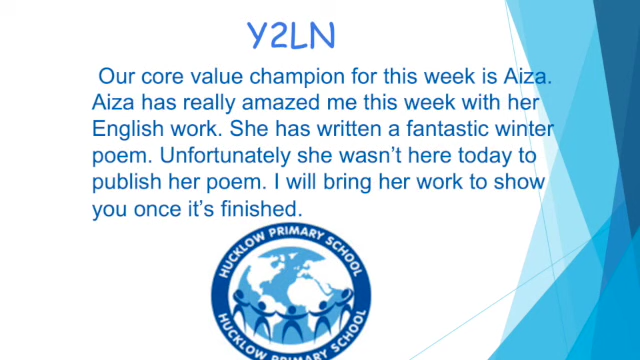 Y2LN
Our core value champion for this week is Aiza.
Aiza has really amazed me this week with her
English work. She has written a fantastic winter
poem. Unfortunately she wasn't here today to
publish her poem. I will bring her work to show
you once it's finished.
HUCKLOW PRIMARY SCHOOL
HUCKLOW PRIMARY SCHOOL